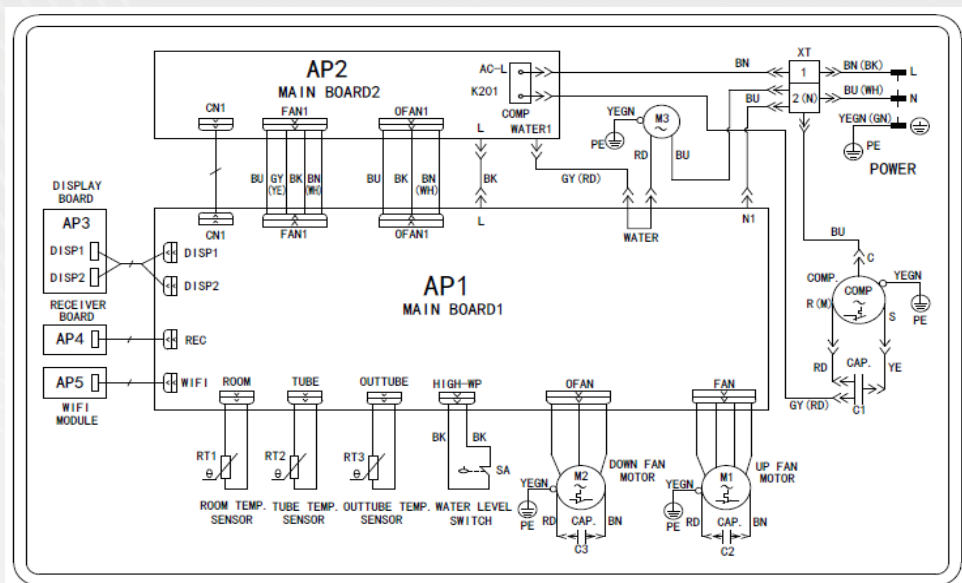 AP2
MAIN BOARD2
AC-L
K201
COMP
CN1
FAN1
OFAN1
L
WATER1
BN
BU
XT
1
2(N)
BN(BK)
L
BU(WH)
N
YEGN(GN)
PE
POWER
YEGN
PE
M3
~
RD
BU
BU
GY
(YE)
BK
BN
(WH)
BU
BK
BN
(WH)
BK
GY(RD)
CN1
FAN1
OFAN1
L
WATER
N1
DISPLAY
BOARD
AP3
DISP1
DISP2
DISP1
DISP2
RECEIVER
BOARD
AP4
REC
AP5
WIFI
WIFI
MODULE
AP1
MAIN BOARD1
BU
C
COMP.
COMP
YEGN
PE
R(M)
S
RD
CAP.
YE
GY(RD)
C1
ROOM
TUBE
OUTTUBE
HIGH-WP
OFAN
FAN
RT1
θ
RT2
θ
RT3
θ
BK
BK
SA
ROOM TEMP.
SENSOR
TUBE TEMP.
SENSOR
OUTTUBE TEMP.
SENSOR
WATER LEVEL
SWITCH
DOWN FAN
MOTOR
M2
~
YEGN
PE
RD
CAP.
BN
C3
UP FAN
MOTOR
M1
~
YEGN
PE
RD
CAP.
BN
C2